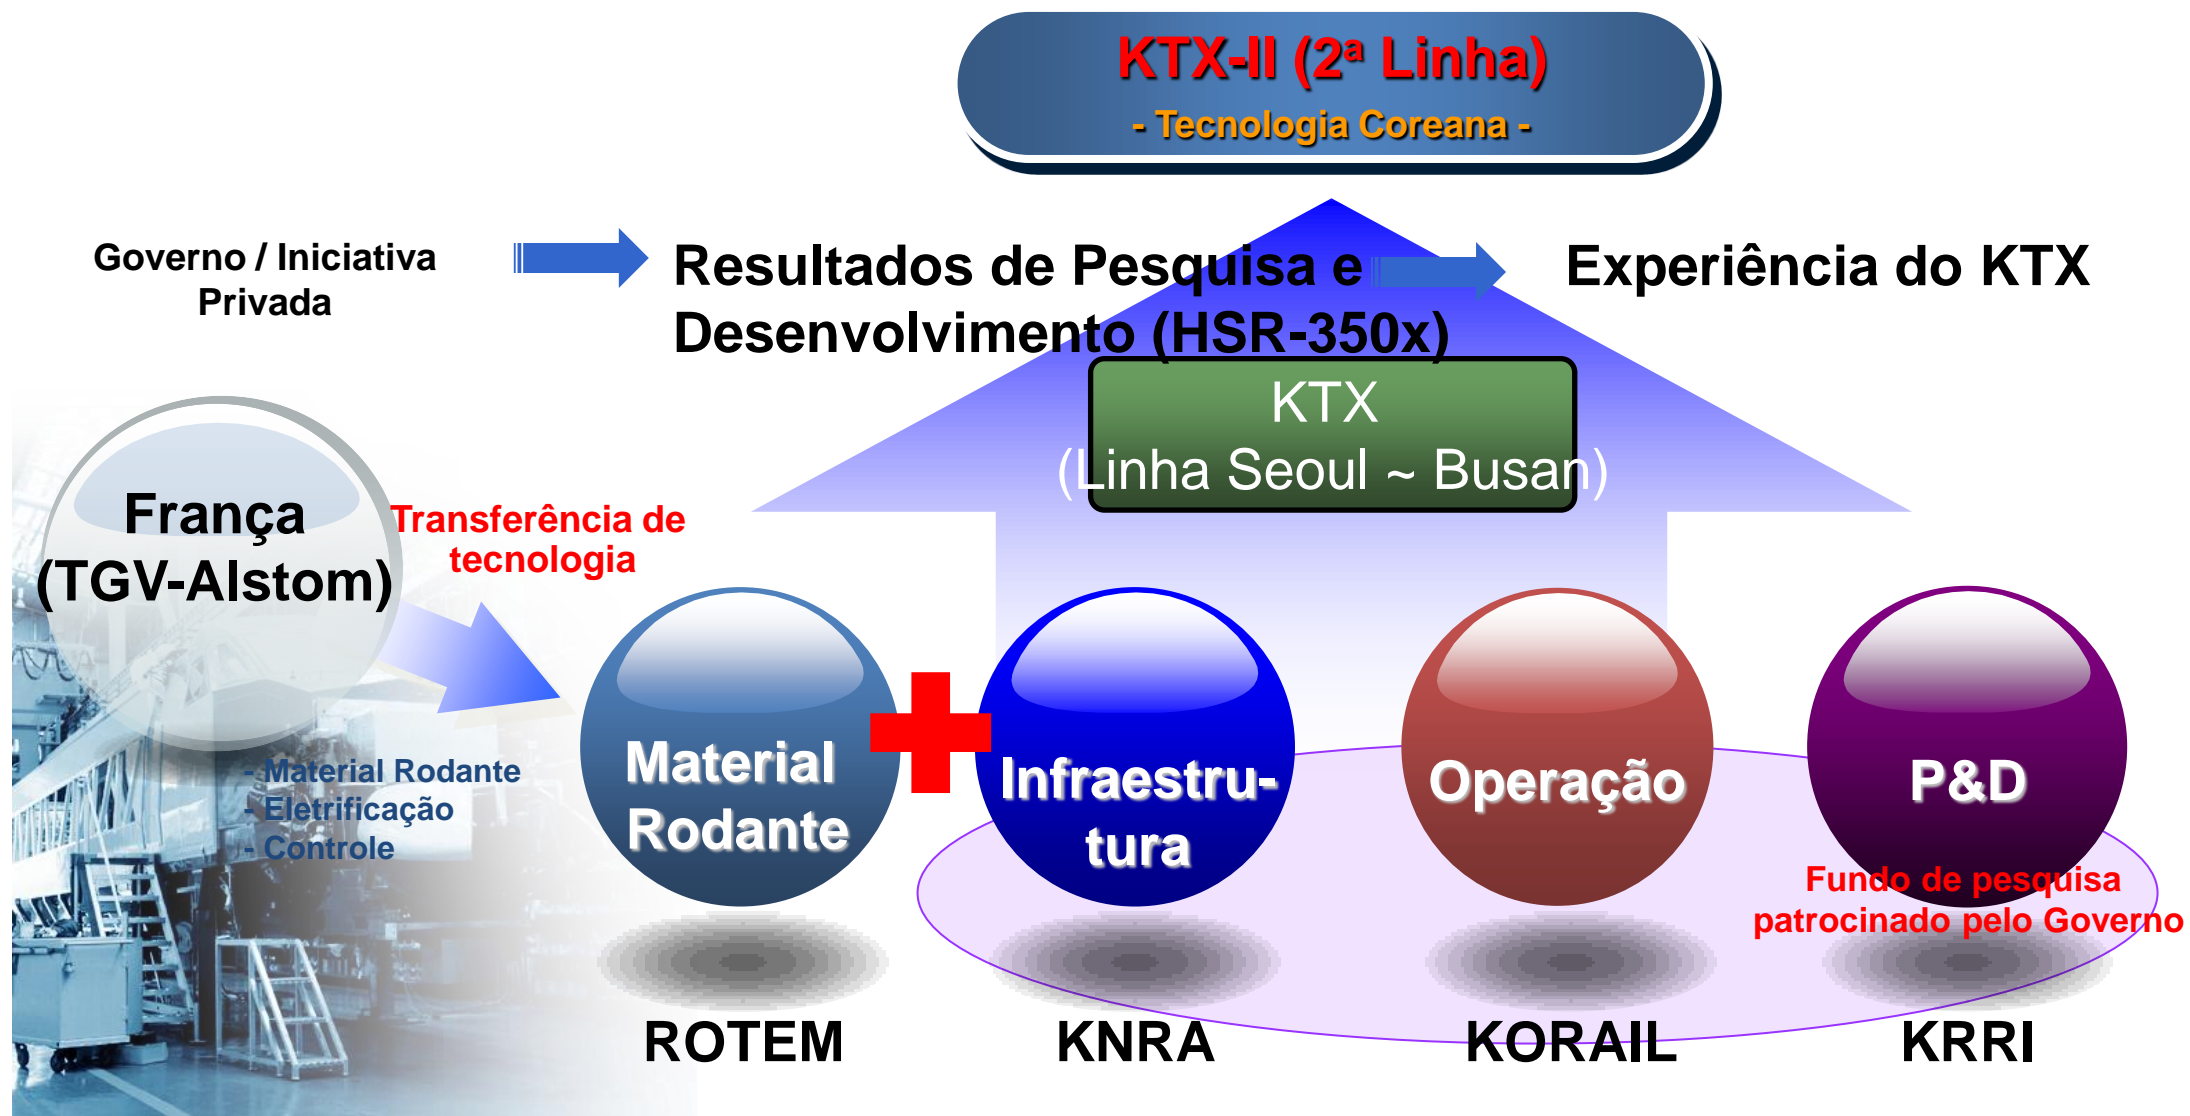 KTX-II (2ª Linha)
- Tecnologia Coreana -
Governo / Iniciativa
Privada
Resultados de Pesquisa e
Desenvolvimento (HSR-350x)
Experiência do KTX
KTX
(Linha Seoul ~ Busan)
França
(TGV-Alstom)
Transferência de
tecnologia
- Material Rodante
- Eletrificação
- Controle
Material
Rodante
Infraestru-
tura
Operação
P&D
Fundo de pesquisa
patrocinado pelo Governo
ROTEM
KNRA
KORAIL
KRRI